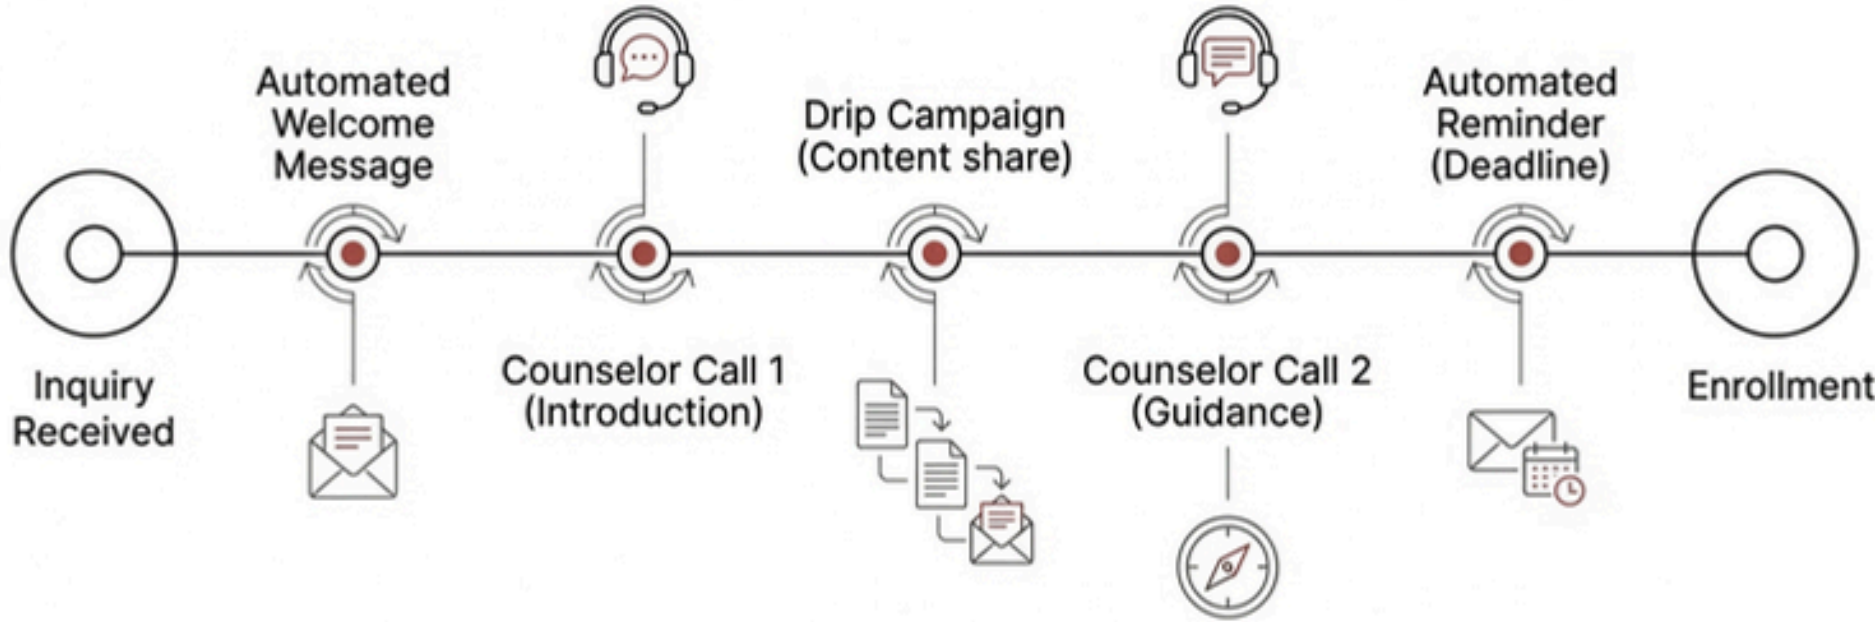 Inquiry
Received
Automated
Welcome
Message
Counselor Call 1
(Introduction)
Drip Campaign
(Content share)
Counselor Call 2
(Guidance)
Automated
Reminder
(Deadline)
Enrollment